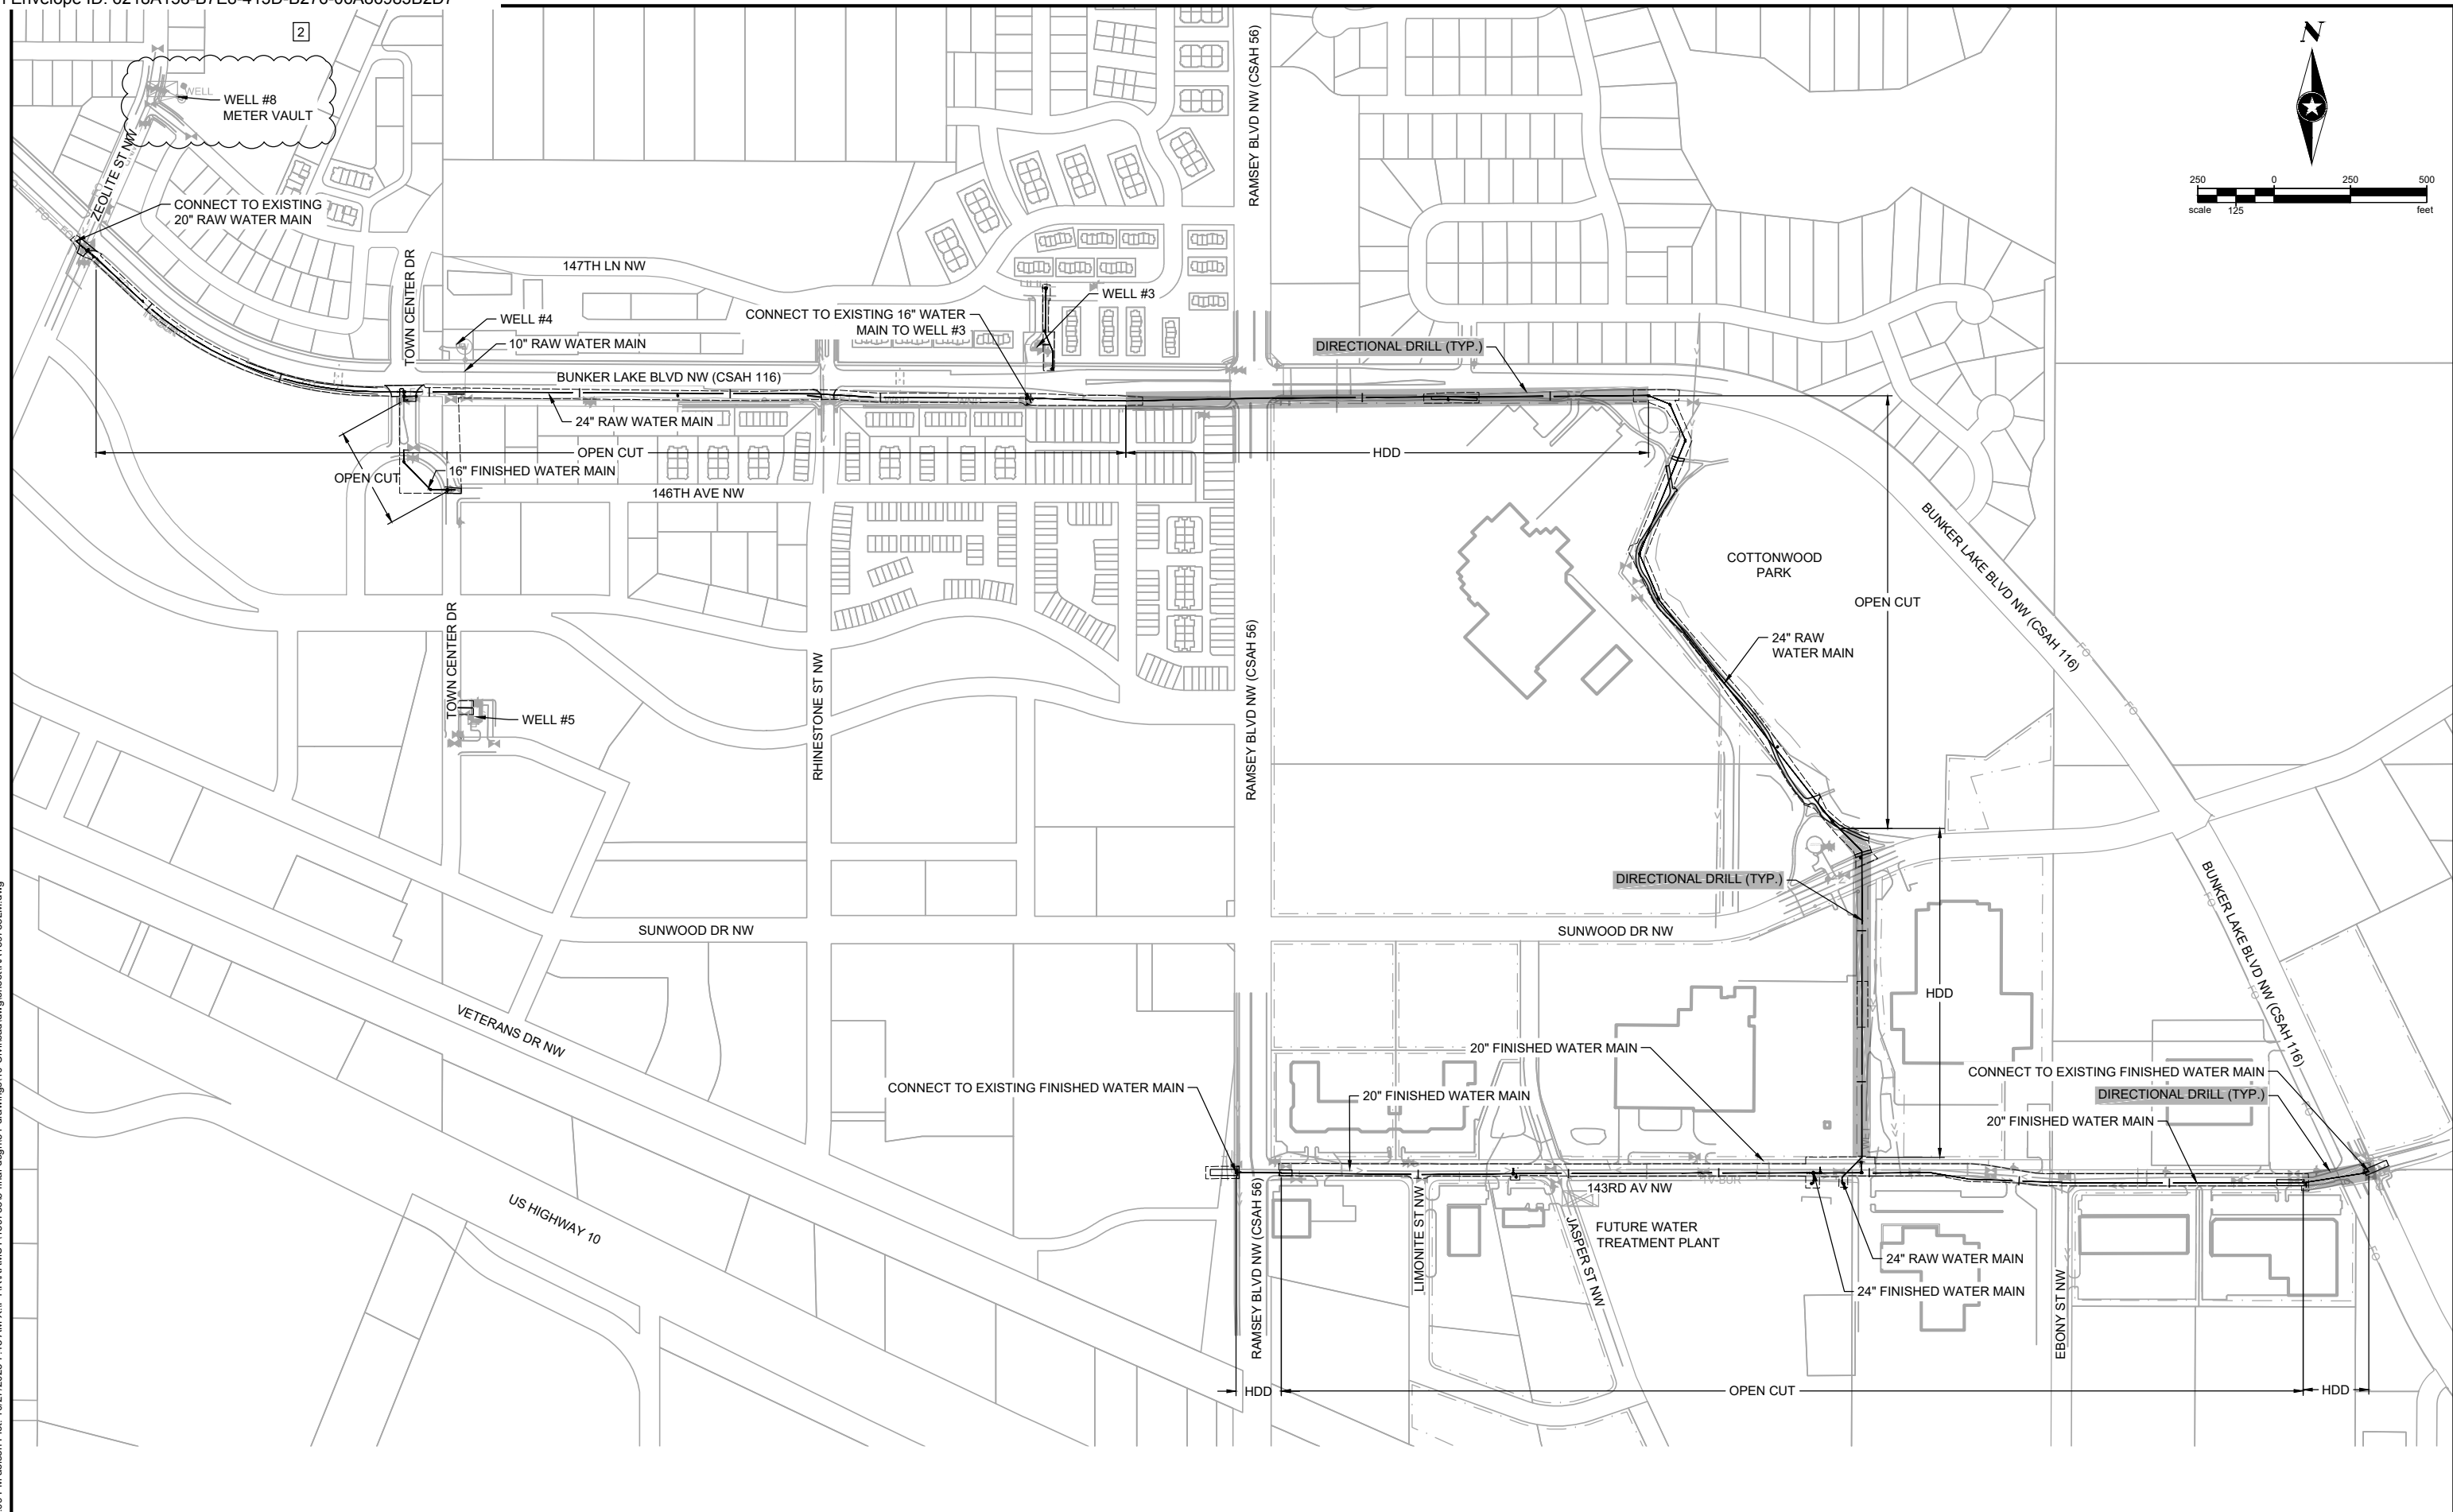 2
WELL
WELL #8
METER VAULT
ZEOLITE ST NW
CONNECT TO EXISTING
20" RAW WATER MAIN
FO
FO
N
250 0 250 500
scale 125 feet
RAMSEY BLVD NW (CSAH 56)
147TH LN NW
TOWN CENTER DR
WELL #4
10" RAW WATER MAIN
CONNECT TO EXISTING 16" WATER
MAIN TO WELL #3
WELL #3
DIRECTIONAL DRILL (TYP.)
BUNKER LAKE BLVD NW (CSAH 116)
24" RAW WATER MAIN
OPEN CUT
HDD
OPEN CUT
16" FINISHED WATER MAIN
146TH AVE NW
BUNKER LAKE BLVD NW (CSAH 116)
COTTONWOOD
PARK
OPEN CUT
24" RAW
WATER MAIN
FO
FO
TOWN CENTER DR
WELL #5
RHINESTONE ST NW
RAMSEY BLVD NW (CSAH 56)
DIRECTIONAL DRILL (TYP.)
BUNKER LAKE BLVD NW (CSAH 116)
FO
FO
SUNWOOD DR NW
SUNWOOD DR NW
HDD
VETERANS DR NW
20" FINISHED WATER MAIN
CONNECT TO EXISTING FINISHED WATER MAIN
CONNECT TO EXISTING FINISHED WATER MAIN
20" FINISHED WATER MAIN
DIRECTIONAL DRILL (TYP.)
FO
20" FINISHED WATER MAIN
143RD AV NW
US HIGHWAY 10
RAMSEY BLVD NW (CSAH 56)
LIMONITE ST NW
JASPER ST NW
FUTURE WATER
TREATMENT PLANT
24" RAW WATER MAIN
24" FINISHED WATER MAIN
EBONY ST NW
FO
HDD
OPEN CUT
HDD